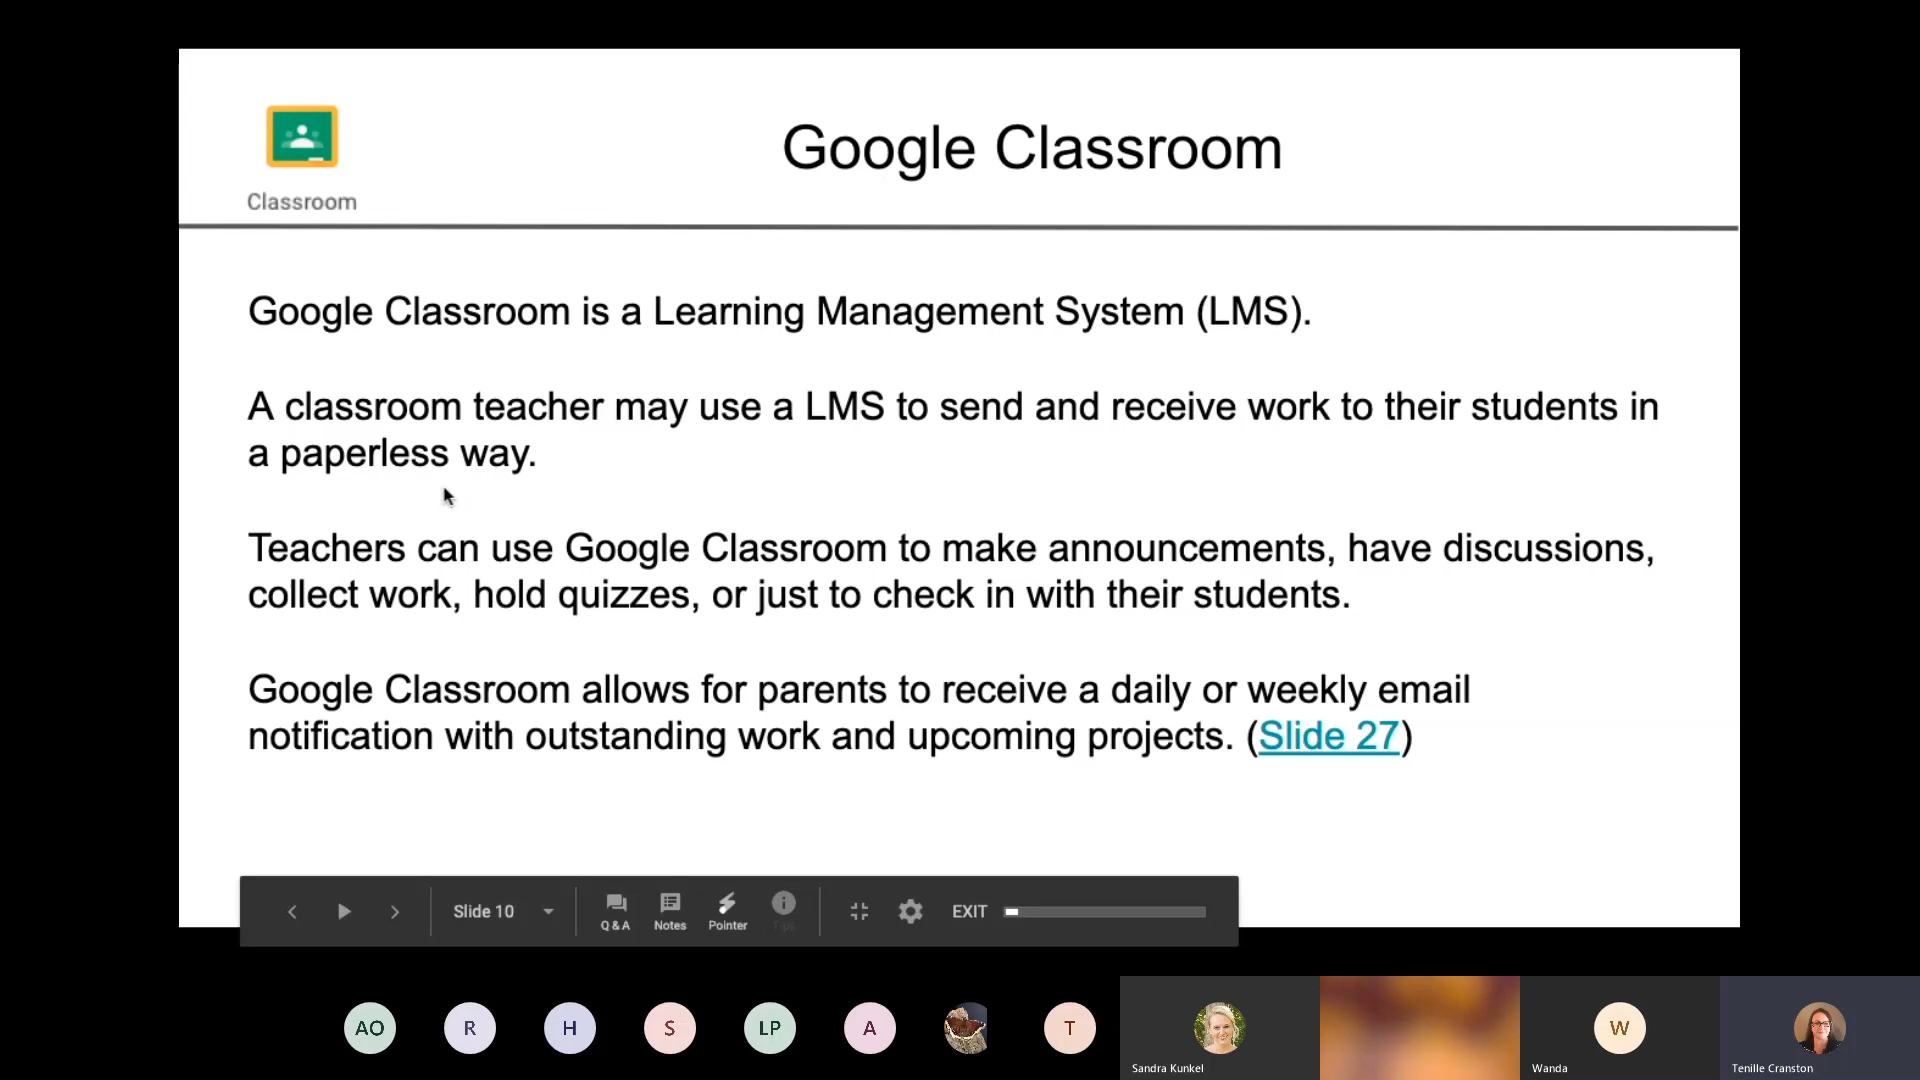 Google Classroom
Classroom
Google Classroom is a Learning Management System (LMS).
A classroom teacher may use a LMS to send and receive work to their students in
a paperless way.
Teachers can use Google Classroom to make announcements, have discussions,
collect work, hold quizzes, or just to check in with their students.
Google Classroom allows for parents to receive a daily or weekly email
notification with outstanding work and upcoming projects. (Slide 27)
Slide 10
Q & A
Notes
Pointer
Tips
EXIT
AO
R
H
S
LP
A
T
W
Sandra Kunkel
Wanda
Tenille Cranston